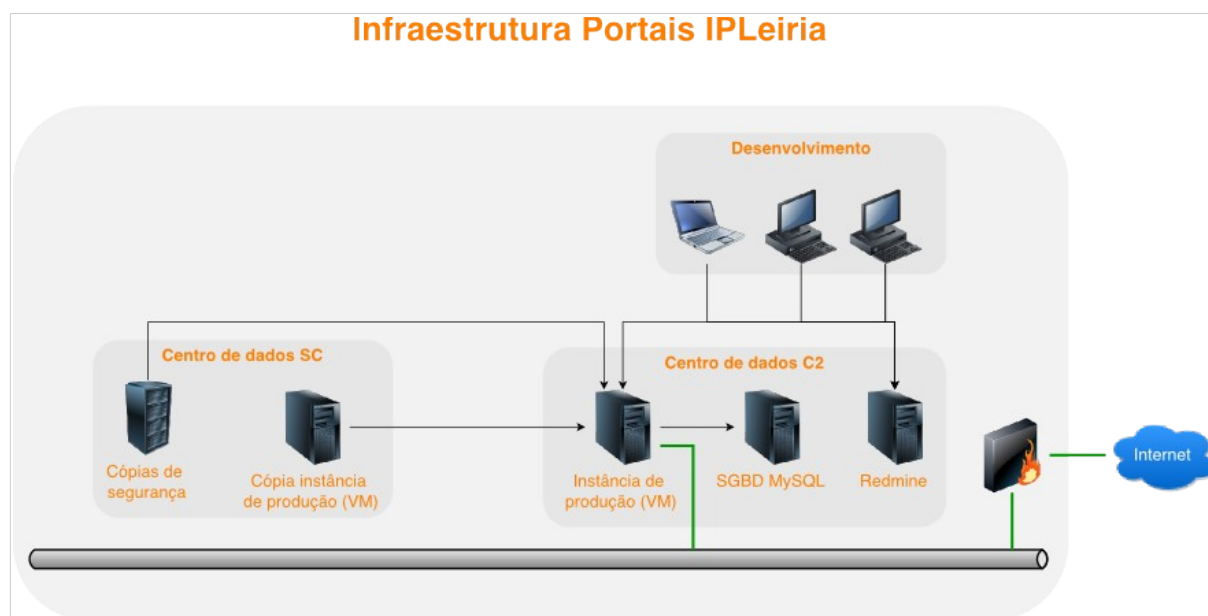 Infraestrutura Portais IPLeiria
Desenvolvimento
Centro de dados SC
Centro de dados C2
Cópias de
segurança
Cópia instância
de produção (VM)
Instância de
produção (VM)
SGBD MySQL
Redmine
Internet